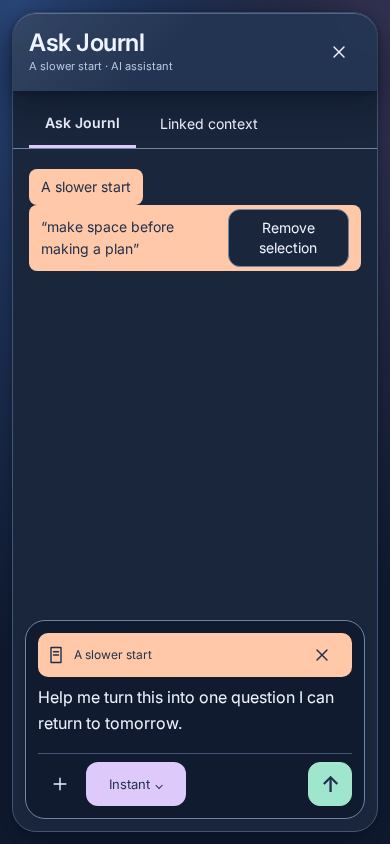 Ask Journl
A slower start · AI assistant
Ask Journl
Linked context
A slower start
“make space before
making a plan”
Remove
selection
A slower start
Help me turn this into one question I can
return to tomorrow.
Instant